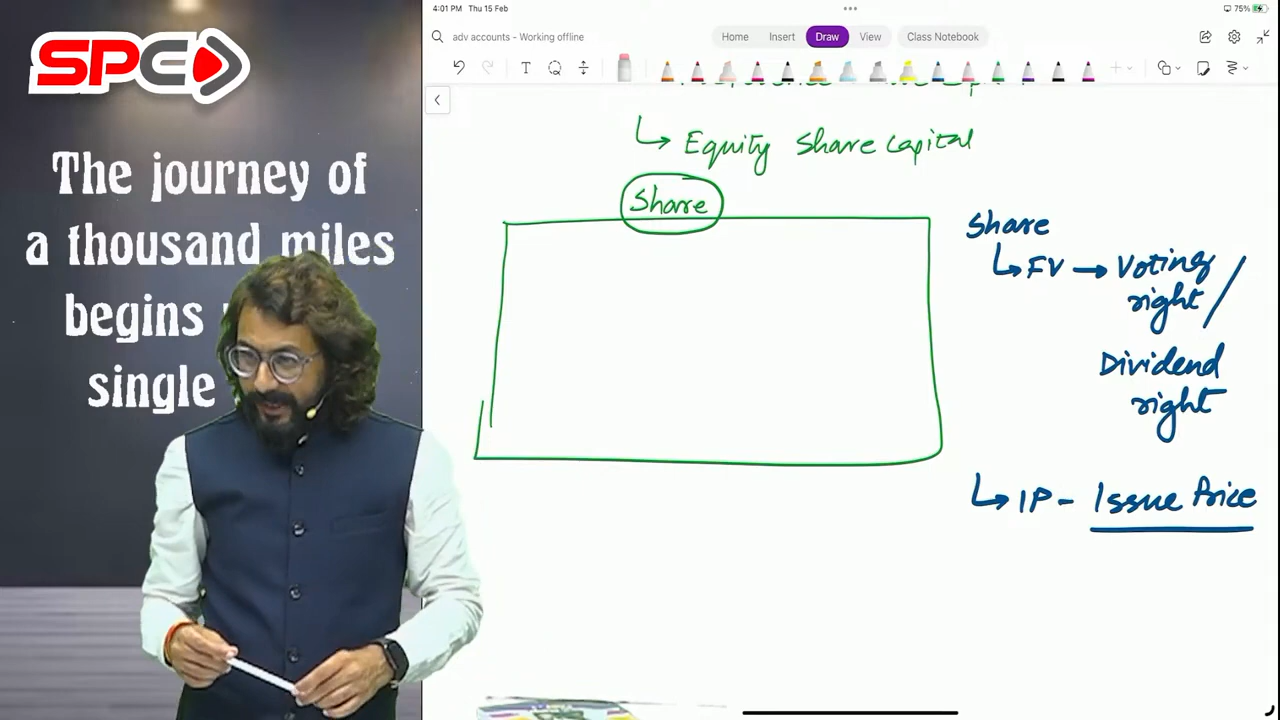 SPED
The journey of
a thousand miles
begins
single
4:01 PM Thu 15 Feb
75%
adv accounts - Working offline
Home Insert Draw View Class Notebook
Equity Share capital
Share
Share
FV → Voting
right /
Dividend
right
IP - Issue Price